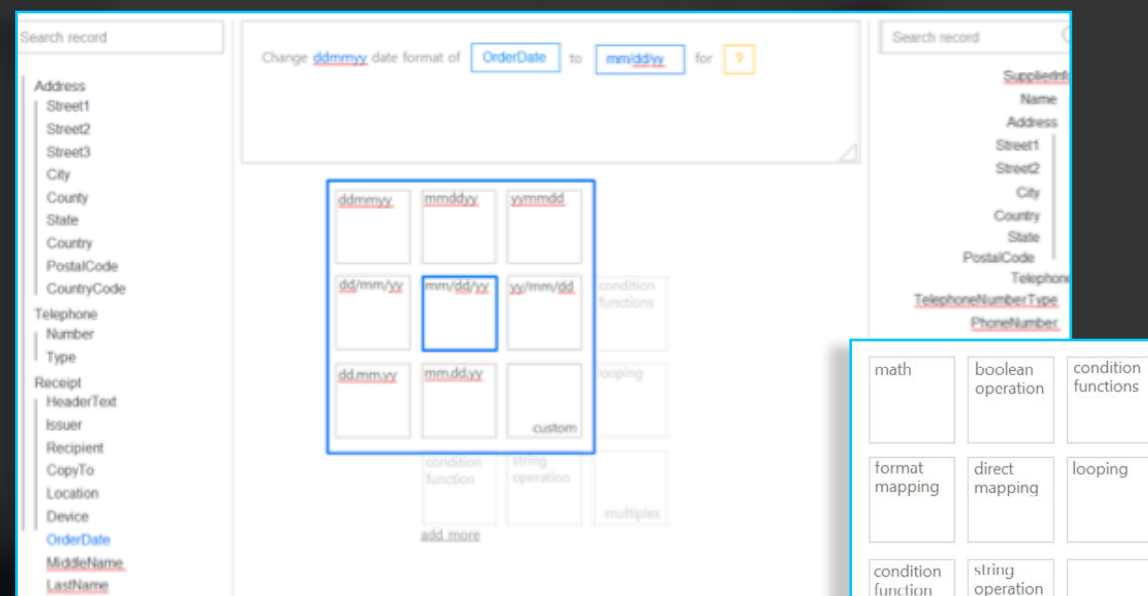 Search record
Address
Street1
Street2
Street3
City
County
State
Country
PostalCode
CountryCode
Telephone
Number
Type
Receipt
HeaderText
Issuer
Recipient
CopyTo
Location
Device
OrderDate
MiddleName
LastName
Change ddmmyy date format of OrderDate to mm/dd/yy for ?
ddmmyy mmddyy yymmdd
dd/mm/yy mm/dd/yy yy/mm/dd condition
functions
dd.mm.yy mm.dd.yy looping
custom
condition string
function operation
multiplex
add more
Search record
SupplierInf
Name
Address
Street1
Street2
City
Country
State
PostalCode
Telephone
TelephoneNumberType
PhoneNumber
math boolean condition
operation functions
format direct looping
mapping mapping
condition string
function operation